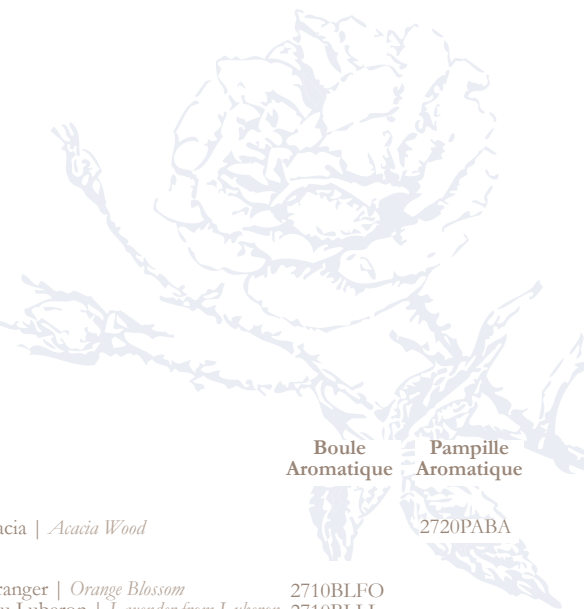 Boule Pampille
Aromatique Aromatique
acia | Acacia Wood 2720PABA
ranger | Orange Blossom 2710BLFO